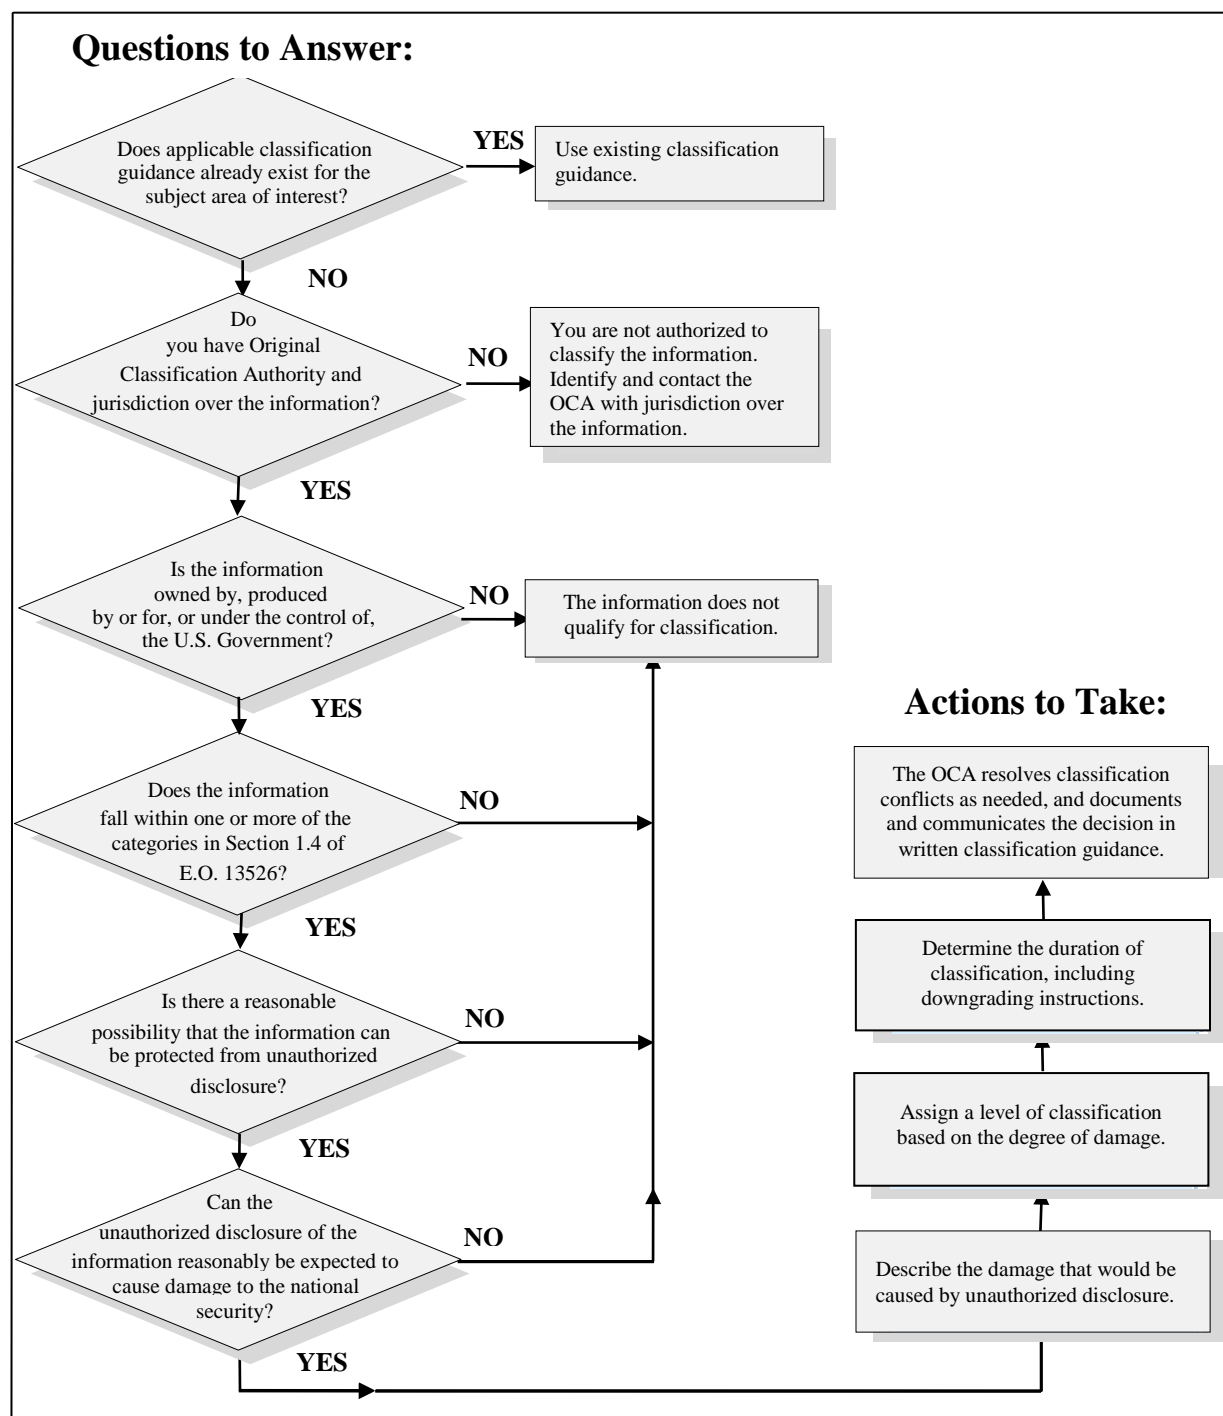 Questions to Answer:
Does applicable classification
guidance already exist for the
subject area of interest?
YES
Use existing classification
guidance.
NO
Do
you have Original
Classification Authority and
jurisdiction over the information?
NO
You are not authorized to
classify the information.
Identify and contact the
OCA with jurisdiction over
the information.
YES
Is the information
owned by, produced
by or for, or under the control of,
the U.S. Government?
NO
The information does not
qualify for classification.
YES
Does the information
fall within one or more of the
categories in Section 1.4 of
E.O. 13526?
NO
YES
Is there a reasonable
possibility that the information can
be protected from unauthorized
disclosure?
NO
YES
Can the
unauthorized disclosure of the
information reasonably be expected to
cause damage to the national
security?
NO
YES
Actions to Take:
The OCA resolves classification
conflicts as needed, and documents
and communicates the decision in
written classification guidance.
Determine the duration of
classification, including
downgrading instructions.
Assign a level of classification
based on the degree of damage.
Describe the damage that would be
caused by unauthorized disclosure.